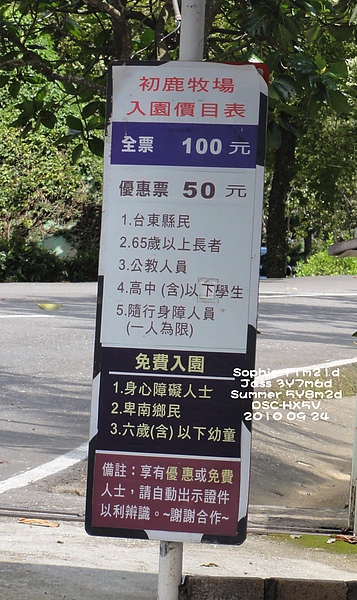 初鹿牧場
入園價目表
全票 100 元
優惠票 50 元
1.台東縣民
2.65歲以上長者
3.公教人員
4.高中 (含)以下學生
5.隨行身障人員
(一人為限)
免費入園
1.身心障礙人士
2.卑南鄉民
3.六歲(含)以下幼童
備註：享有優惠或免費
人士，請自動出示證件
以利辨識。~謝謝合作~
Jass 3Y7m6d
Summer 5Y8m2d
DSC-HX5V
2010 09 24